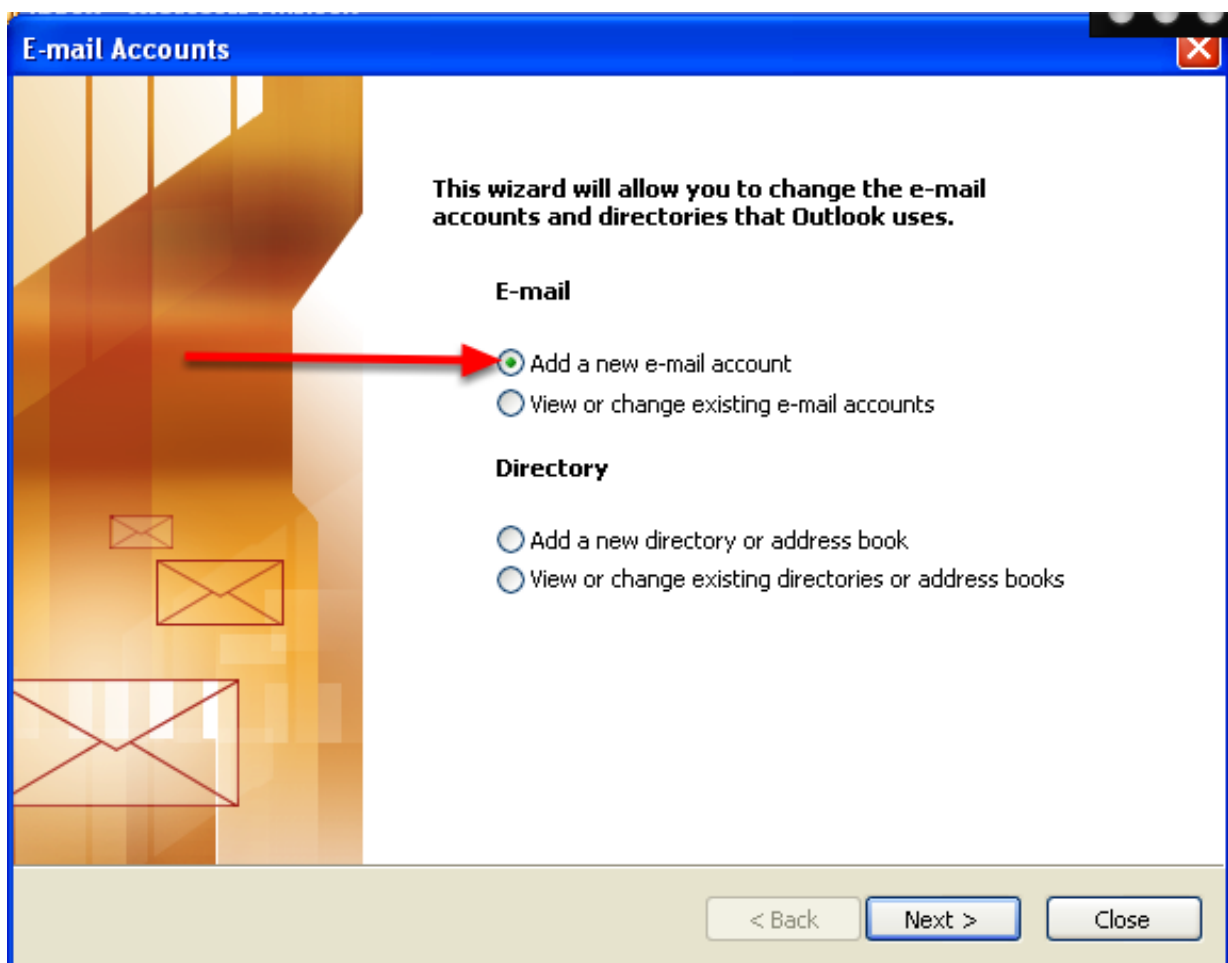 E-mail Accounts
This wizard will allow you to change the e-mail
accounts and directories that Outlook uses.
E-mail
Add a new e-mail account
View or change existing e-mail accounts
Directory
Add a new directory or address book
View or change existing directories or address books
< Back
Next >
Close